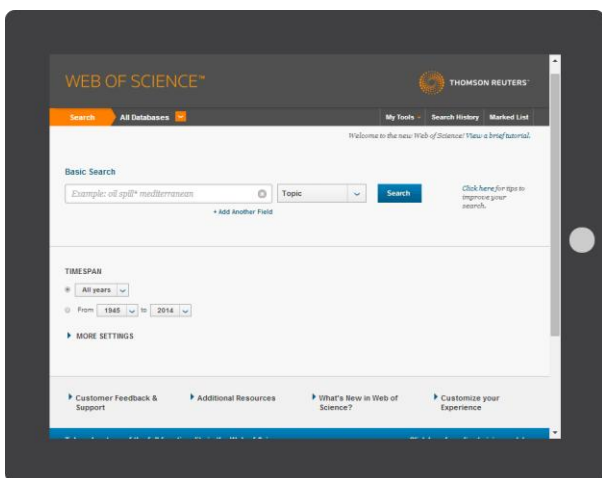 WEB OF SCIENCE™
THOMSON REUTERS™
Search All Databases My Tools Search History Marked List
Welcome to the new Web of Science! View a brief tutorial.
Basic Search
Example: oil spill* mediterranean Topic Search
Click here for tips to
improve your
search.
+ Add Another Field
TIMESPAN
All years
From 1945 to 2014
MORE SETTINGS
Customer Feedback &
Support
Additional Resources
What's New in Web of
Science?
Customize your
Experience